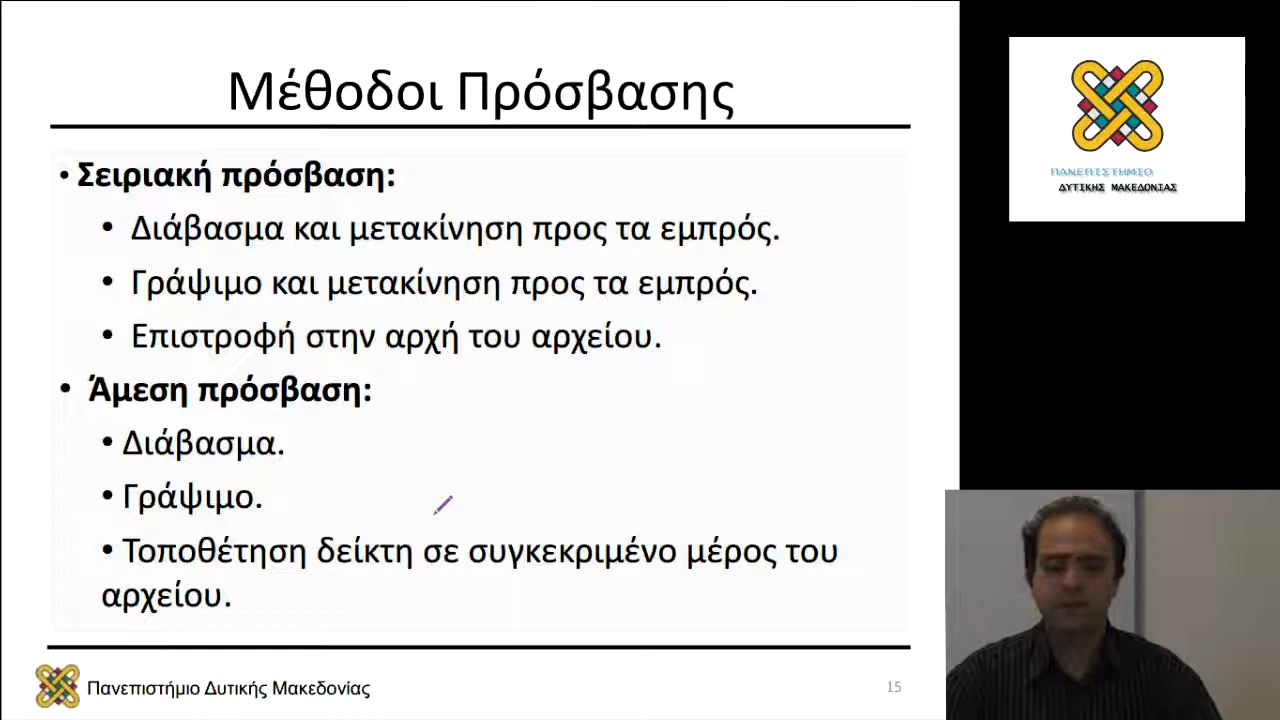 Μέθοδοι Πρόσβασης
• Σειριακή πρόσβαση:
• Διάβασμα και μετακίνηση προς τα εμπρός.
• Γράψιμο και μετακίνηση προς τα εμπρός.
• Επιστροφή στην αρχή του αρχείου.
• Άμεση πρόσβαση:
• Διάβασμα.
• Γράψιμο.
• Τοποθέτηση δείκτη σε συγκεκριμένο μέρος του
αρχείου.
Πανεπιστήμιο Δυτικής Μακεδονίας
15
ΠΑΝΕΠΙΣΤΗΜΙΟ
ΔΥΤΙΚΗΣ ΜΑΚΕΔΟΝΙΑΣ